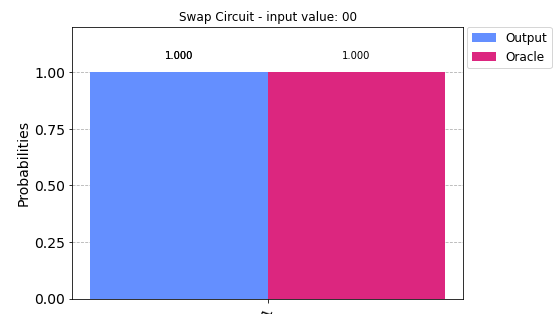 Swap Circuit - input value: 00
Output
Oracle
1.000
1.000
1.00
0.75
0.50
0.25
0.00
Probabilities